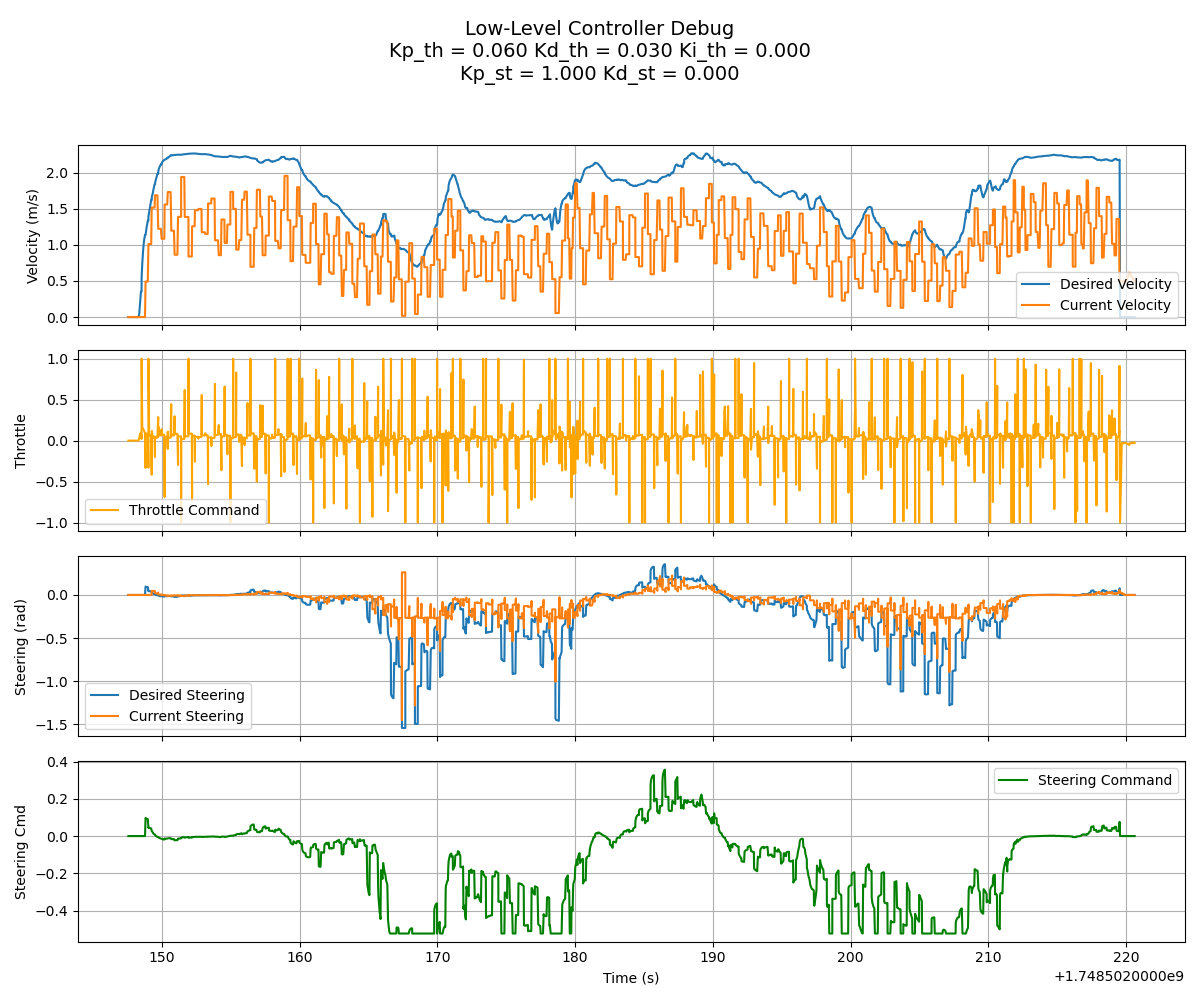 Low-Level Controller Debug
Kp_th = 0.060 Kd_th = 0.030 Ki_th = 0.000
Kp_st = 1.000 Kd_st = 0.000
Velocity (m/s)
2.0
1.5
1.0
0.5
0.0
Desired Velocity
Current Velocity
Throttle
1.0
0.5
0.0
−0.5
−1.0
Throttle Command
Steering (rad)
0.0
−0.5
−1.0
−1.5
Desired Steering
Current Steering
Steering Cmd
0.4
0.2
0.0
−0.2
−0.4
Steering Command
150 160 170 180 190 200 210 220
Time (s)
+1.7485020000e9